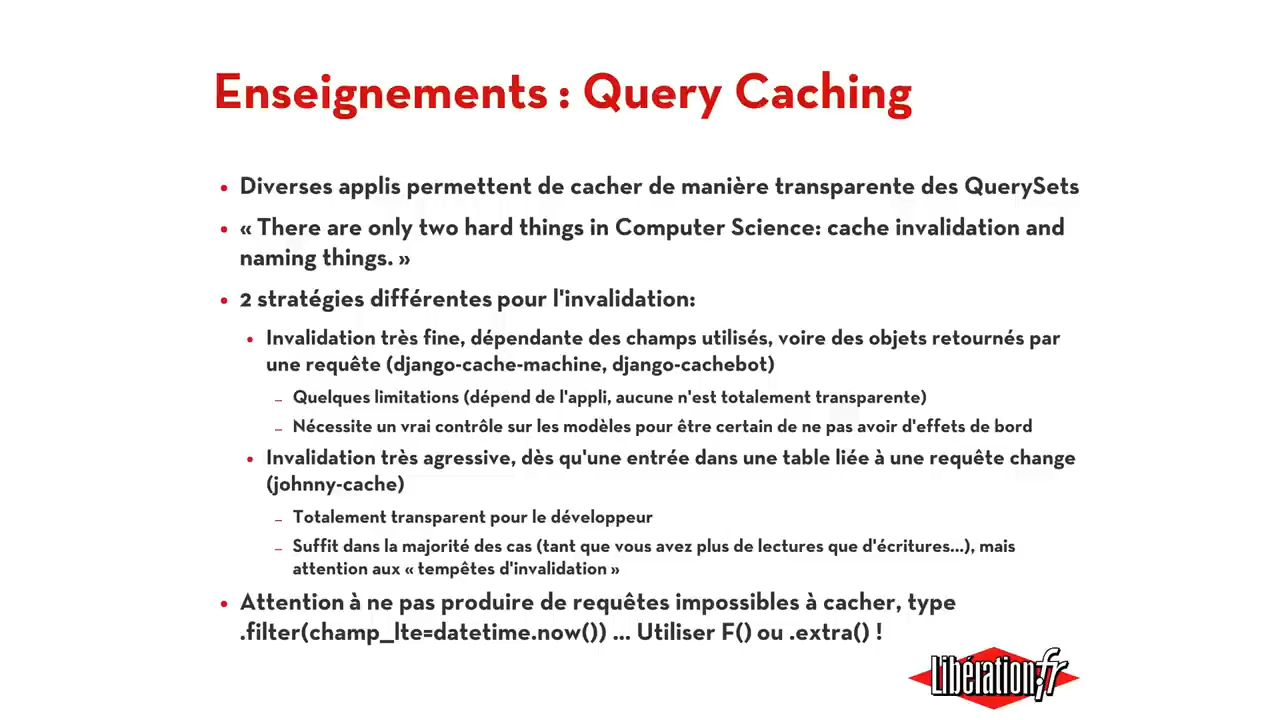 Enseignements : Query Caching
• Diverses applis permettent de cacher de manière transparente des QuerySets
• « There are only two hard things in Computer Science: cache invalidation and
naming things. »
• 2 stratégies différentes pour l'invalidation:
• Invalidation très fine, dépendante des champs utilisés, voire des objets retournés par
une requête (django-cache-machine, django-cachebot)
– Quelques limitations (dépend de l'appli, aucune n'est totalement transparente)
– Nécessite un vrai contrôle sur les modèles pour être certain de ne pas avoir d'effets de bord
• Invalidation très agressive, dès qu'une entrée dans une table liée à une requête change
(johnny-cache)
– Totalement transparent pour le développeur
– Suffit dans la majorité des cas (tant que vous avez plus de lectures que d'écritures...), mais
attention aux « tempêtes d'invalidation »
• Attention à ne pas produire de requêtes impossibles à cacher, type
.filter(champ_lte=datetime.now()) ... Utiliser F() ou .extra() !
Libération.fr